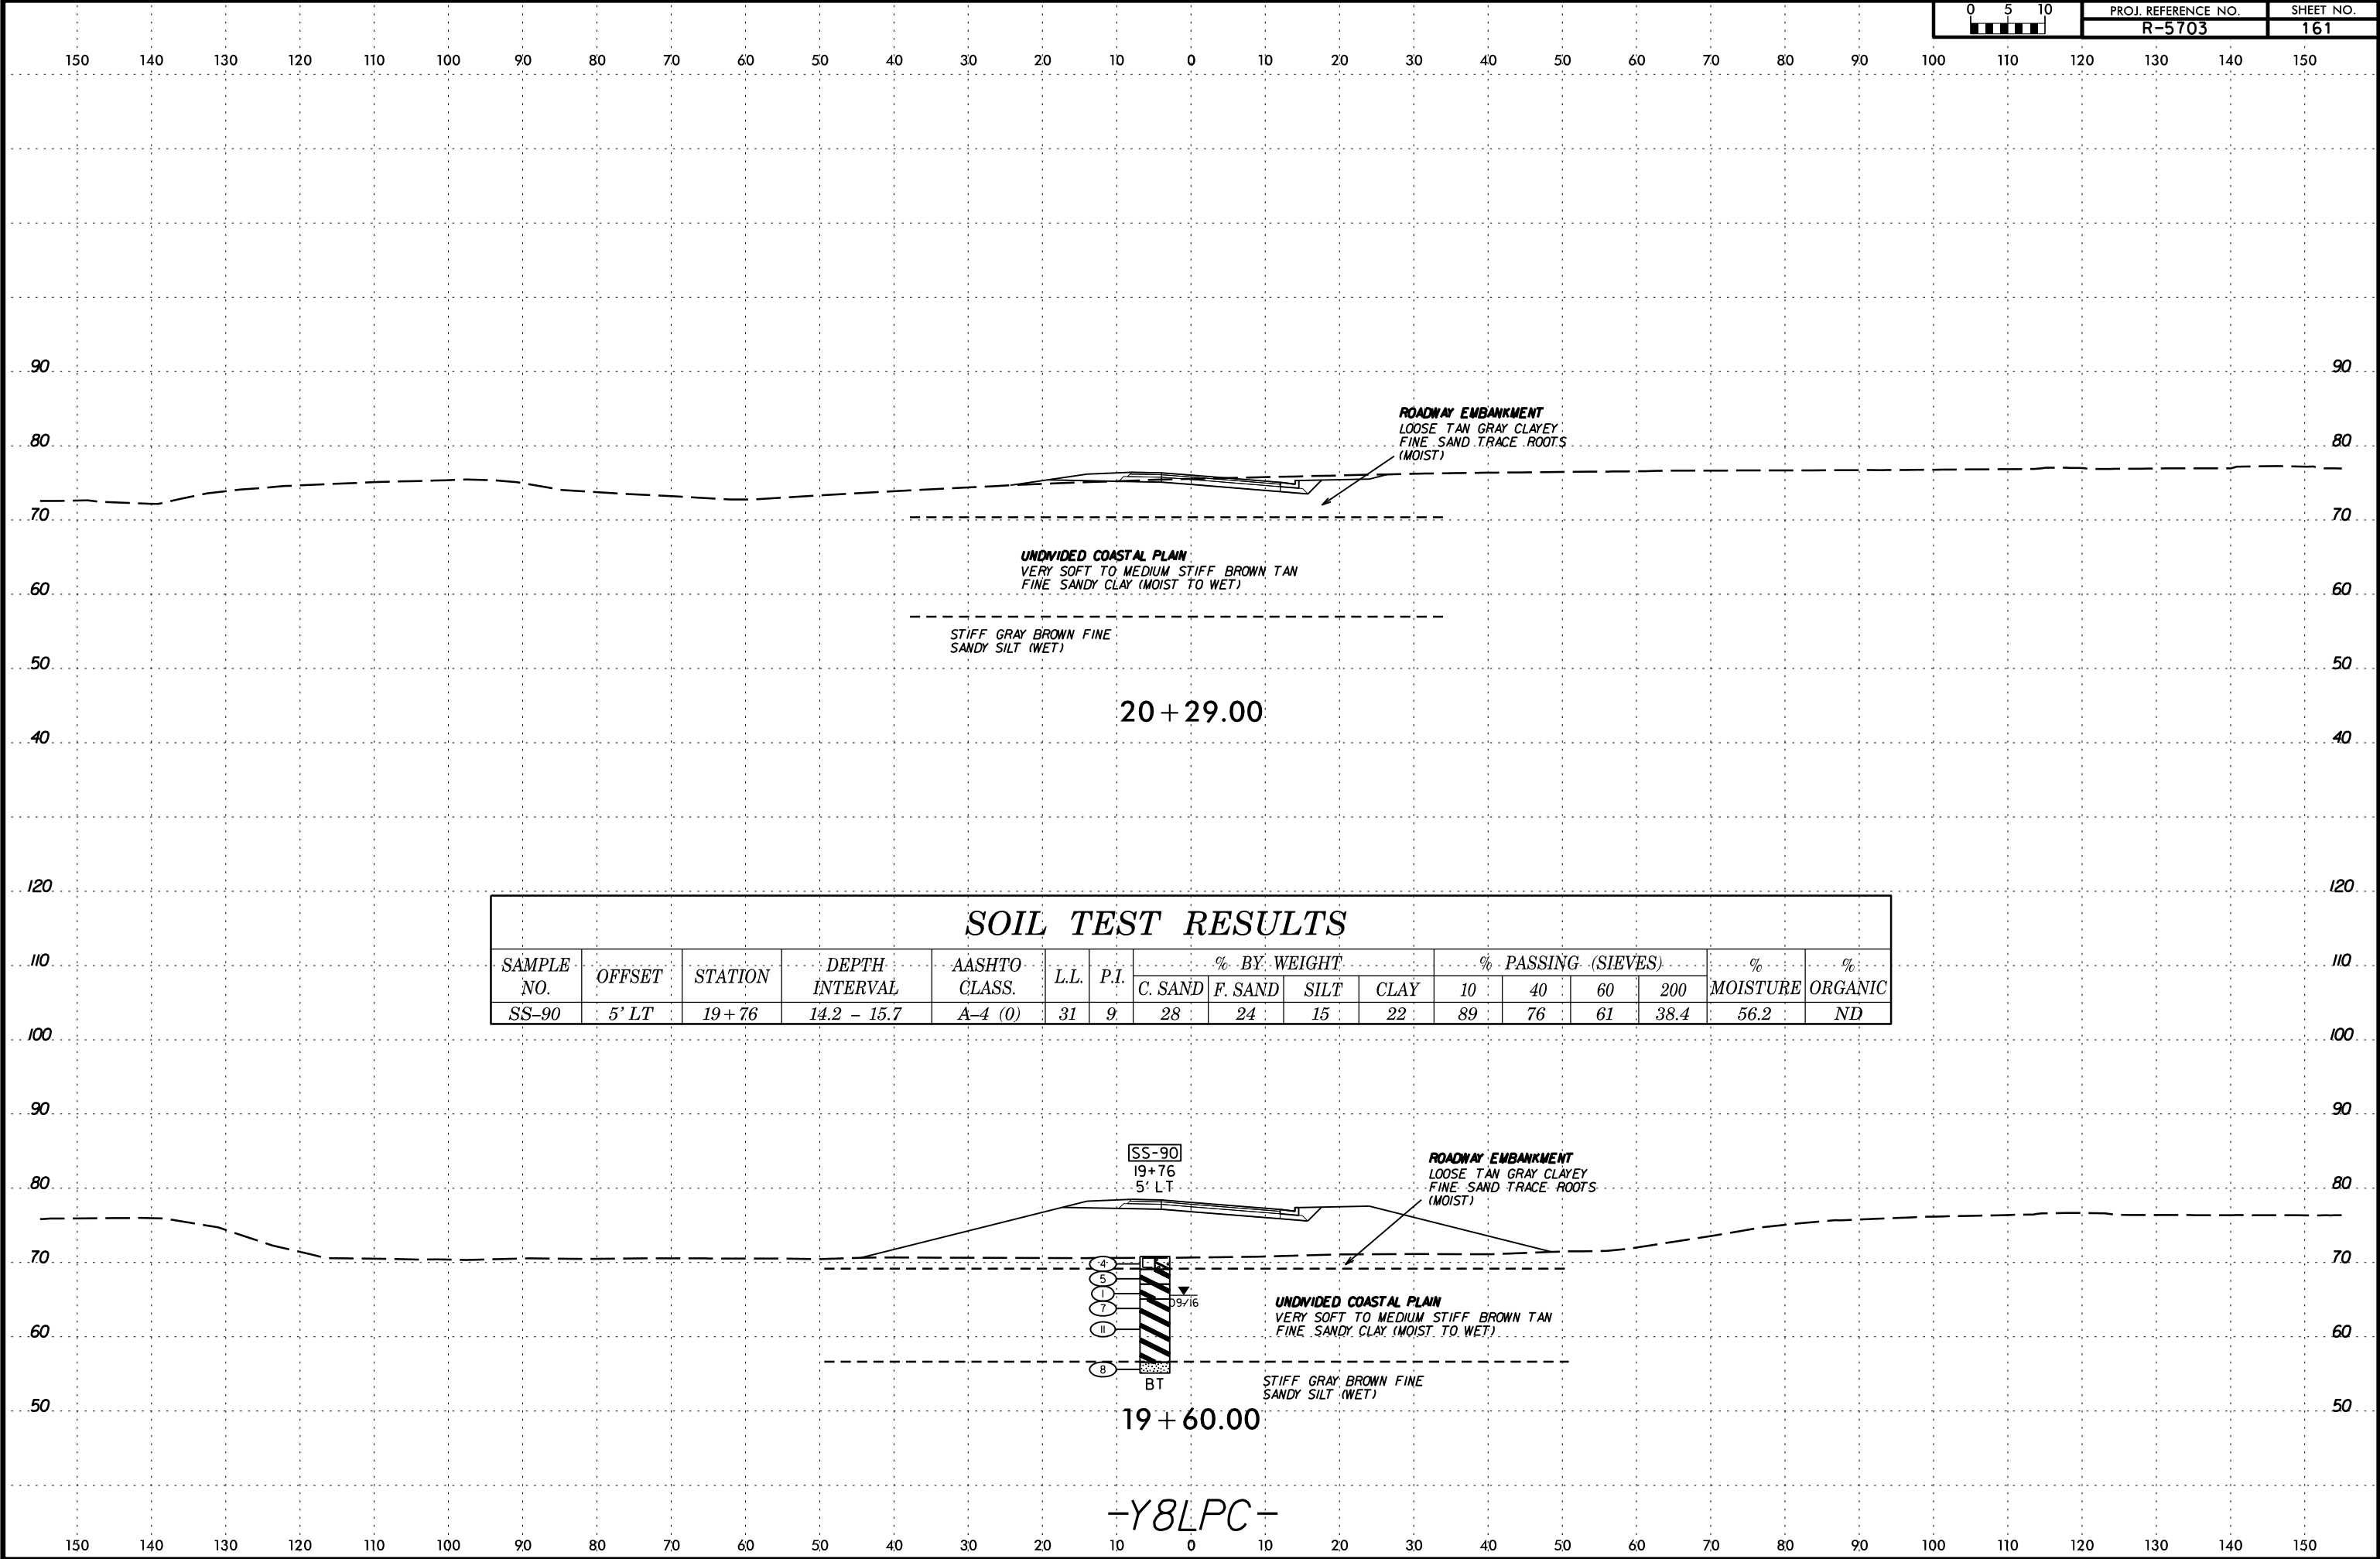 0 5 10 PROJ. REFERENCE NO. SHEET NO.
R-5703 161
150 140 130 120 110 100 90 80 70 60 50 40 30 20 10 0 10 20 30 40 50 60 70 80 90 100 110 120 130 140 150
90 90
ROADWAY EMBANKMENT
LOOSE TAN GRAY CLAYEY
80 FINE SAND TRACE ROOTS 80
(MOIST)
70 70
UNDIVIDED COASTAL PLAIN
VERY SOFT TO MEDIUM STIFF BROWN TAN
60 FINE SANDY CLAY (MOIST TO WET) 60
STIFF GRAY BROWN FINE
SANDY SILT (WET)
50 50
20+29.00
40 40
120 120
SOIL TEST RESULTS
110 110
SAMPLE NO. OFFSET STATION DEPTH INTERVAL AASHTO CLASS. L.L. P.I. % BY WEIGHT % PASSING (SIEVES) % MOISTURE % ORGANIC
C. SAND F. SAND SILT CLAY 10 40 60 200
SS-90 5' LT 19+76 14.2 - 15.7 A-4 (0) 31 9 28 24 15 22 89 76 61 38.4 56.2 ND
100 100
90 90
SS-90
19+76
5' LT
80 80
ROADWAY EMBANKMENT
LOOSE TAN GRAY CLAYEY
FINE SAND TRACE ROOTS
(MOIST)
70 70
4
5
1
7
11
8
09/16
UNDIVIDED COASTAL PLAIN
VERY SOFT TO MEDIUM STIFF BROWN TAN
FINE SANDY CLAY (MOIST TO WET)
60 60
BT
STIFF GRAY BROWN FINE
SANDY SILT (WET)
50 50
19+60.00
-Y8LPC-
150 140 130 120 110 100 90 80 70 60 50 40 30 20 10 0 10 20 30 40 50 60 70 80 90 100 110 120 130 140 150